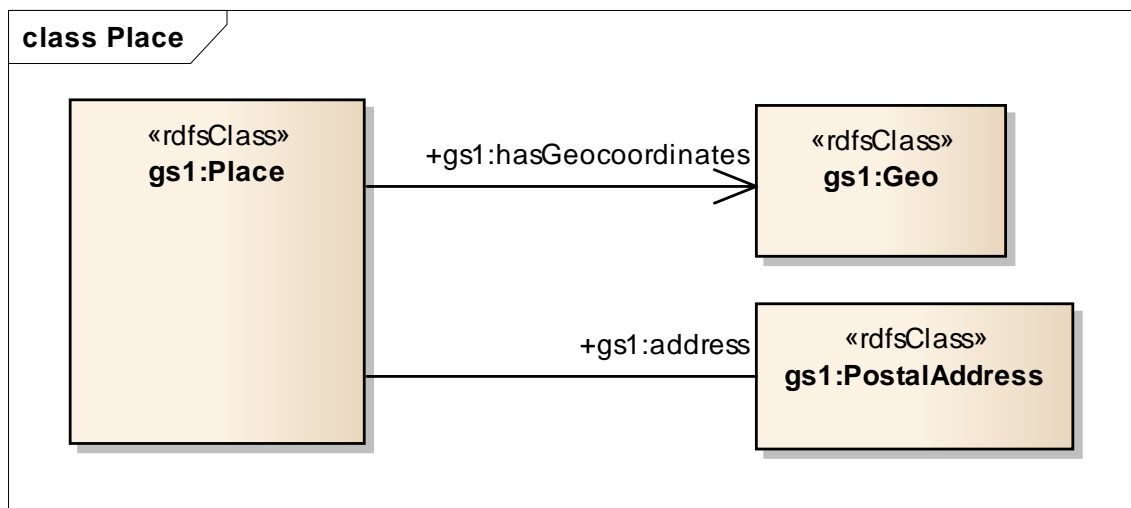 class Place
«rdfsClass»
gs1:Place
+gs1:hasGeocoordinates
«rdfsClass»
gs1:Geo
+gs1:address
«rdfsClass»
gs1:PostalAddress